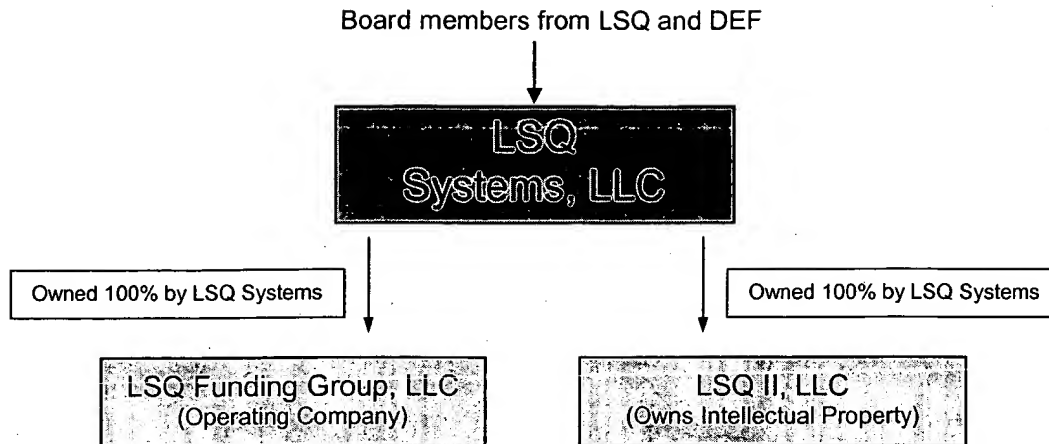 Board members from LSQ and DEF
LSQ
Systems, LLC
Owned 100% by LSQ Systems
Owned 100% by LSQ Systems
LSQ Funding Group, LLC
(Operating Company)
LSQ II, LLC
(Owns Intellectual Property)